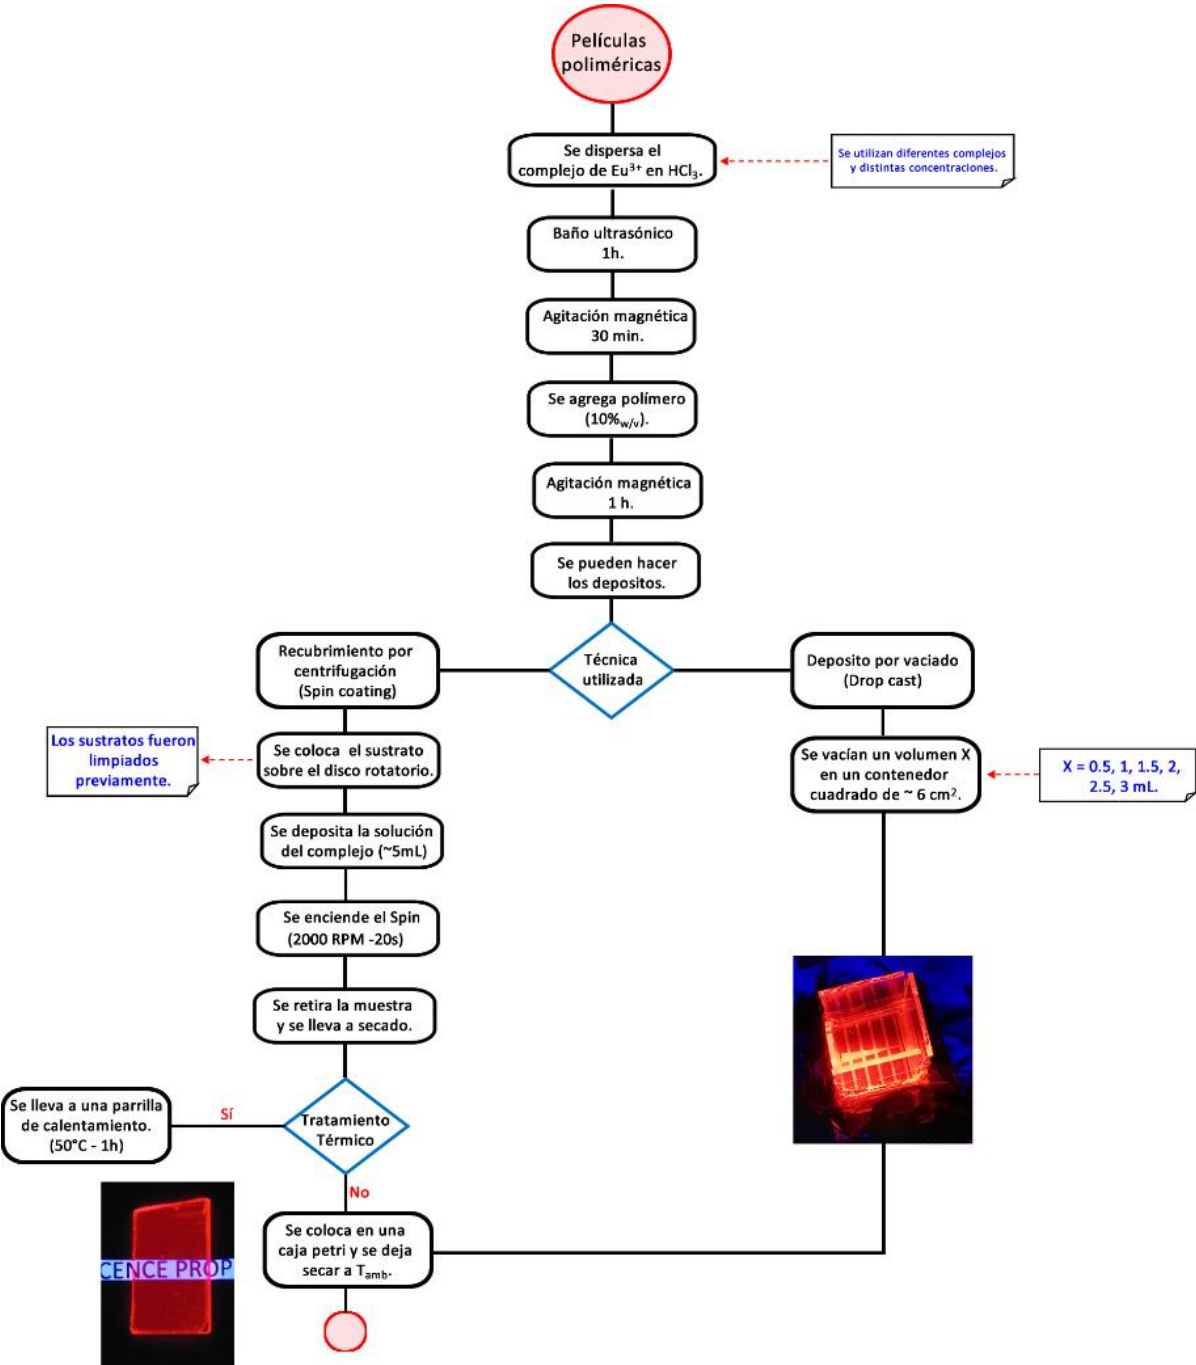 Películas
poliméricas
Se dispersa el
complejo de Eu³⁺ en HCl₃.
Se utilizan diferentes complejos
y distintas concentraciones.
Baño ultrasónico
1h.
Agitación magnética
30 min.
Se agrega polímero
(10%w/v).
Agitación magnética
1 h.
Se pueden hacer
los depositos.
Técnica
utilizada
Recubrimiento por
centrifugación
(Spin coating)
Deposito por vaciado
(Drop cast)
Los sustratos fueron
limpiados
previamente.
Se coloca el sustrato
sobre el disco rotatorio.
Se vacían un volumen X
en un contenedor
cuadrado de ~ 6 cm².
X = 0.5, 1, 1.5, 2,
2.5, 3 mL.
Se deposita la solución
del complejo (~5mL)
Se enciende el Spin
(2000 RPM -20s)
Se retira la muestra
y se lleva a secado.
Se lleva a una parrilla
de calentamiento.
(50°C - 1h)
Sí
Tratamiento
Térmico
No
Se coloca en una
caja petri y se deja
secar a Tamb.
CENCE PROP